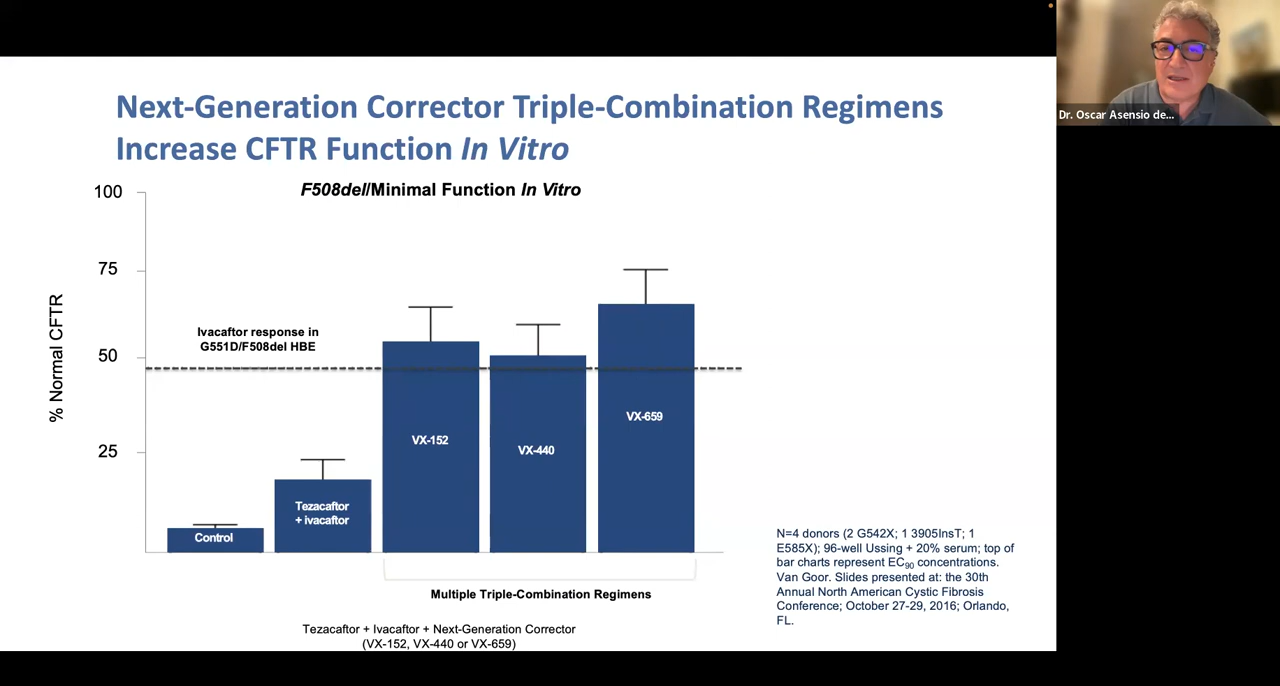 Dr. Oscar Asensio de...
Next-Generation Corrector Triple-Combination Regimens
Increase CFTR Function In Vitro
F508del/Minimal Function In Vitro
100
75
50
25
% Normal CFTR
Ivacaftor response in
G551D/F508del HBE
Control
Tezacaftor
+ ivacaftor
VX-152
VX-440
VX-659
Multiple Triple-Combination Regimens
Tezacaftor + Ivacaftor + Next-Generation Corrector
(VX-152, VX-440 or VX-659)
N=4 donors (2 G542X; 1 3905InsT; 1
E585X); 96-well Ussing + 20% serum; top of
bar charts represent EC90 concentrations.
Van Goor. Slides presented at: the 30th
Annual North American Cystic Fibrosis
Conference; October 27-29, 2016; Orlando,
FL.